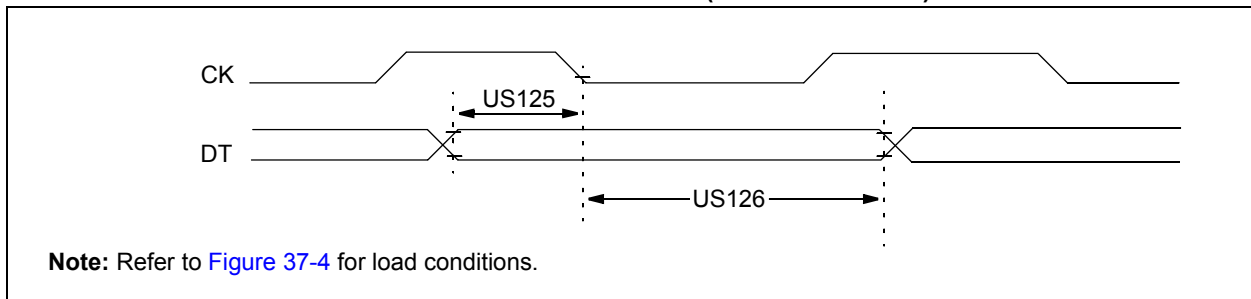 CK
US125
DT
US126
Note: Refer to Figure 37-4 for load conditions.